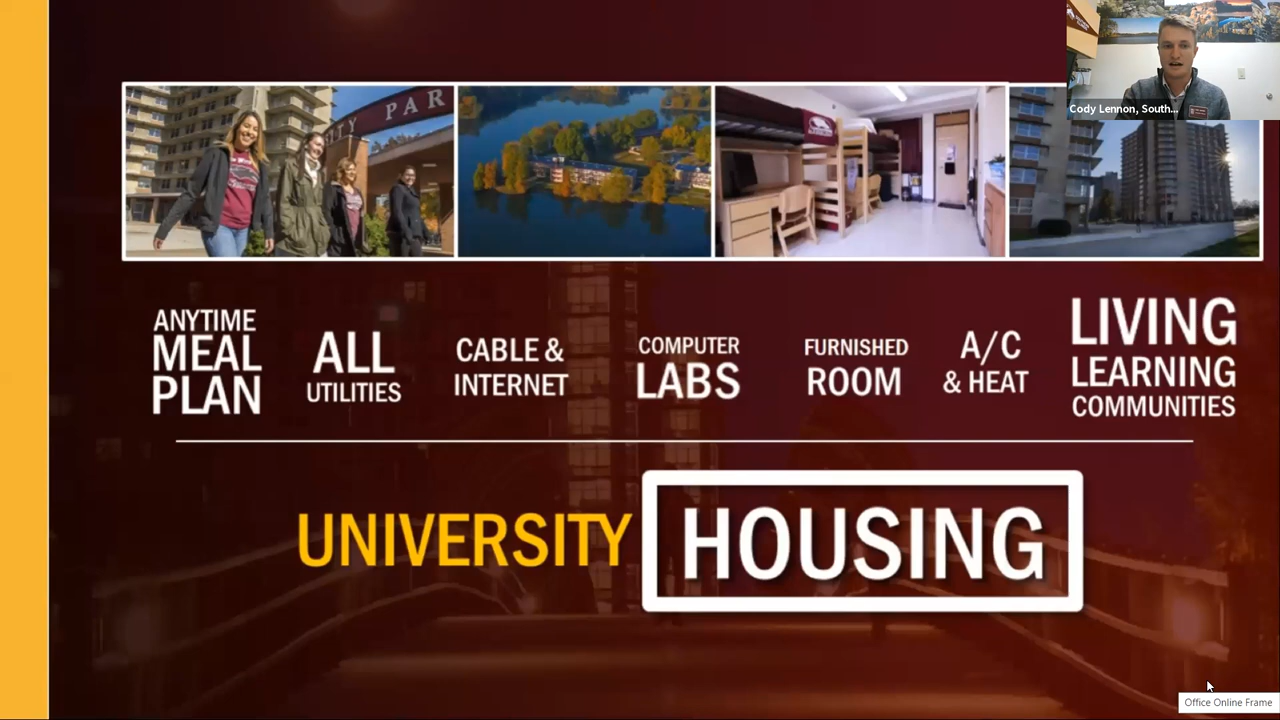 Cody Lennon, South...
PAR
ANYTIME
MEAL
PLAN
ALL
UTILITIES
CABLE &
INTERNET
COMPUTER
LABS
FURNISHED
ROOM
A/C
& HEAT
LIVING
LEARNING
COMMUNITIES
UNIVERSITY HOUSING
Office Online Frame